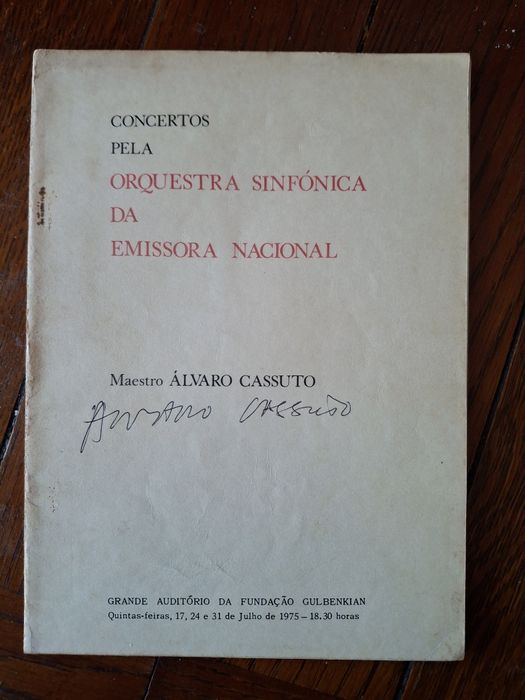 CONCERTOS
PELA
ORQUESTRA SINFÓNICA
DA
EMISSORA NACIONAL
Maestro ÁLVARO CASSUTO
Alvaro Cassuto
GRANDE AUDITÓRIO DA FUNDAÇÃO GULBENKIAN
Quintas-feiras, 17, 24 e 31 de Julho de 1975 — 18.30 horas